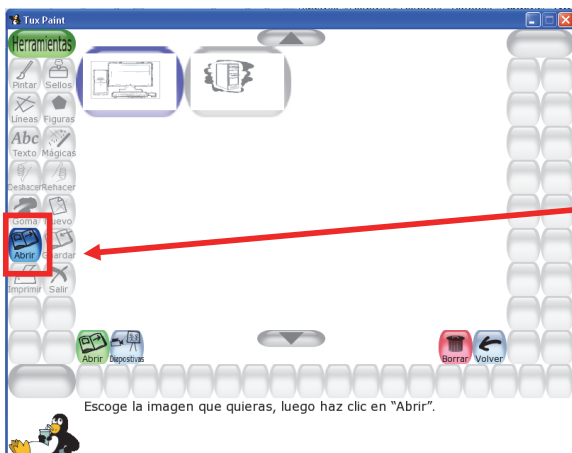 Tux Paint
Herramientas
Pintar Sellos
Líneas Figuras
Abc
Texto Mágicas
Deshacer Rehacer
Goma Nuevo
Abrir Guardar
Imprimir Salir
Abrir Diapositivas Borrar Volver
Escoge la imagen que quieras, luego haz clic en “Abrir”.